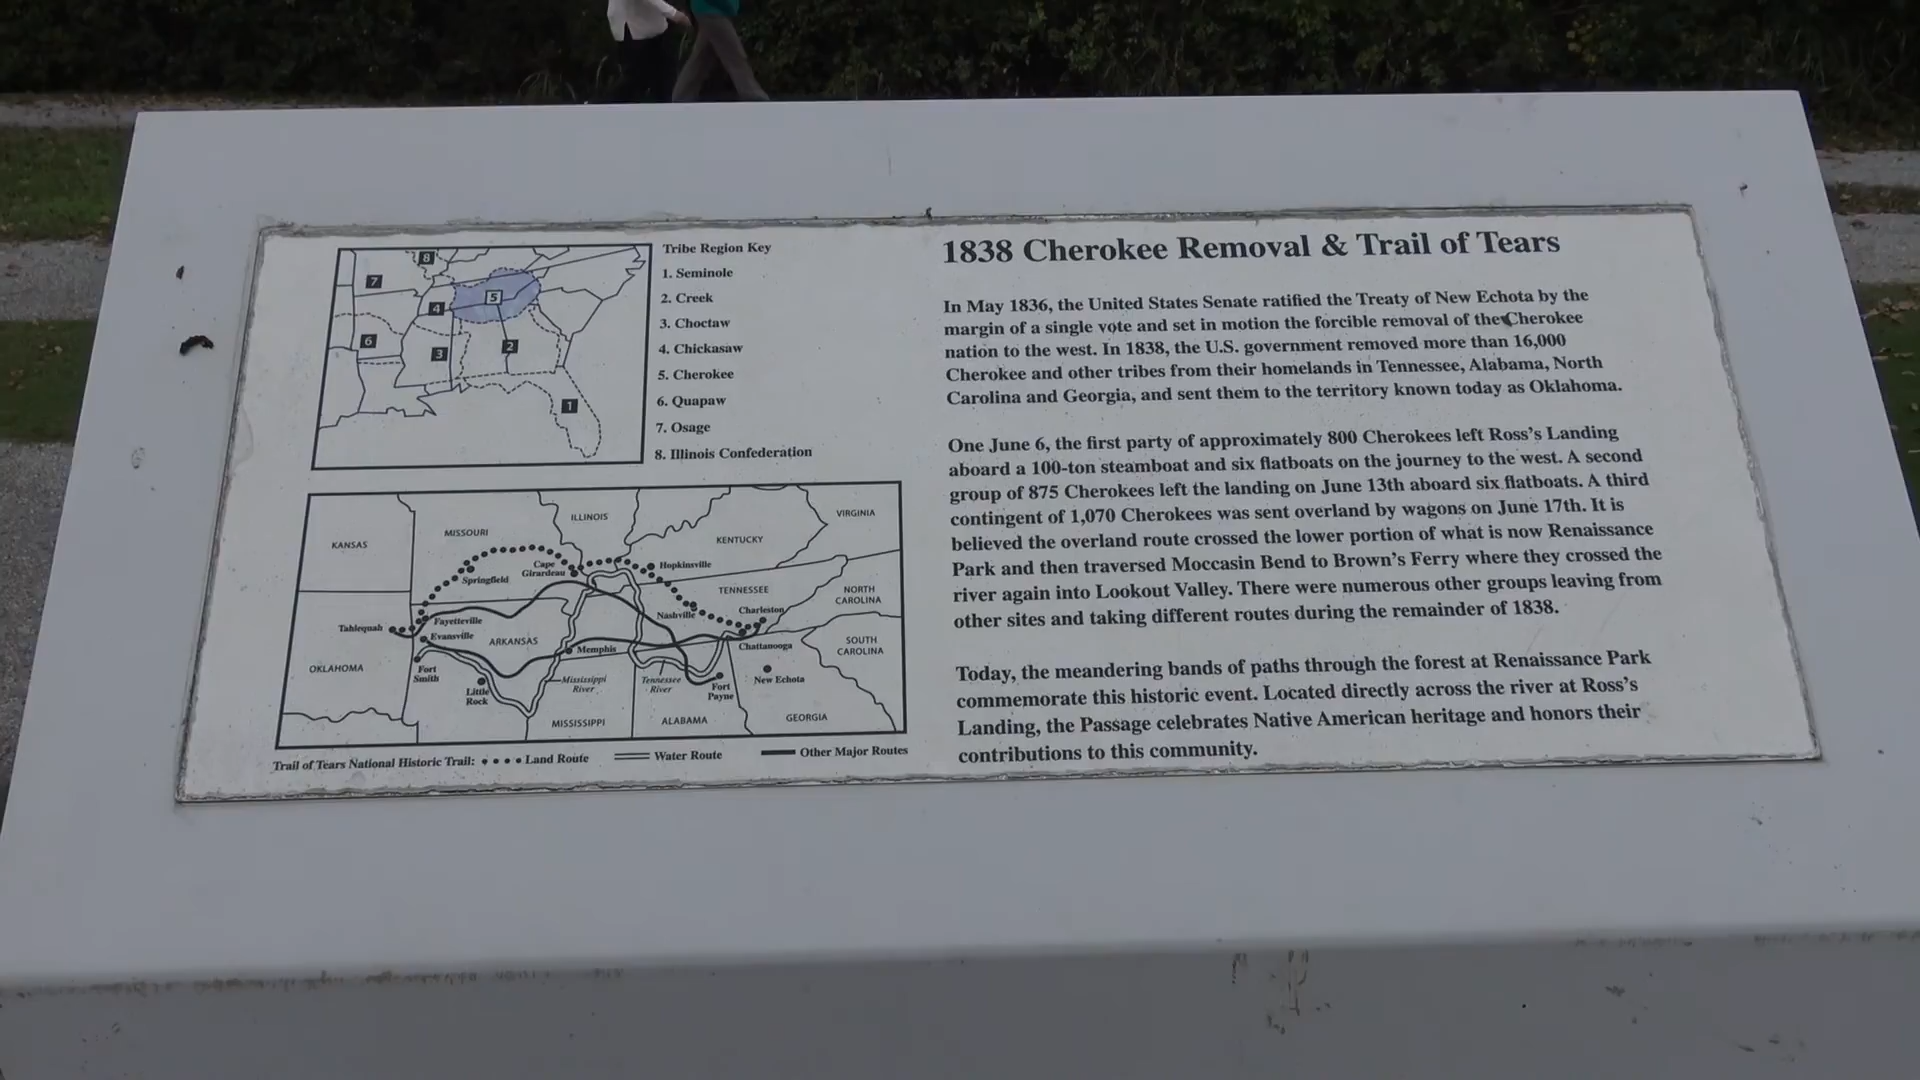 8
7
5
4
6
3
2
1
Tribe Region Key
1. Seminole
2. Creek
3. Choctaw
4. Chickasaw
5. Cherokee
6. Quapaw
7. Osage
8. Illinois Confederation
KANSAS
MISSOURI
ILLINOIS
VIRGINIA
KENTUCKY
Cape
Girardeau
Hopkinsville
Springfield
TENNESSEE
NORTH
CAROLINA
Nashville
Charleston
Tahlequah
Fayetteville
Evansville
ARKANSAS
Memphis
Chattanooga
SOUTH
CAROLINA
OKLAHOMA
Fort
Smith
Little
Rock
Mississippi
River
Tennessee
River
Fort
Payne
New Echota
MISSISSIPPI
ALABAMA
GEORGIA
Trail of Tears National Historic Trail: Land Route Water Route Other Major Routes
1838 Cherokee Removal & Trail of Tears
In May 1836, the United States Senate ratified the Treaty of New Echota by the
margin of a single vote and set in motion the forcible removal of the Cherokee
nation to the west. In 1838, the U.S. government removed more than 16,000
Cherokee and other tribes from their homelands in Tennessee, Alabama, North
Carolina and Georgia, and sent them to the territory known today as Oklahoma.
One June 6, the first party of approximately 800 Cherokees left Ross's Landing
aboard a 100-ton steamboat and six flatboats on the journey to the west. A second
group of 875 Cherokees left the landing on June 13th aboard six flatboats. A third
contingent of 1,070 Cherokees was sent overland by wagons on June 17th. It is
believed the overland route crossed the lower portion of what is now Renaissance
Park and then traversed Moccasin Bend to Brown's Ferry where they crossed the
river again into Lookout Valley. There were numerous other groups leaving from
other sites and taking different routes during the remainder of 1838.
Today, the meandering bands of paths through the forest at Renaissance Park
commemorate this historic event. Located directly across the river at Ross's
Landing, the Passage celebrates Native American heritage and honors their
contributions to this community.